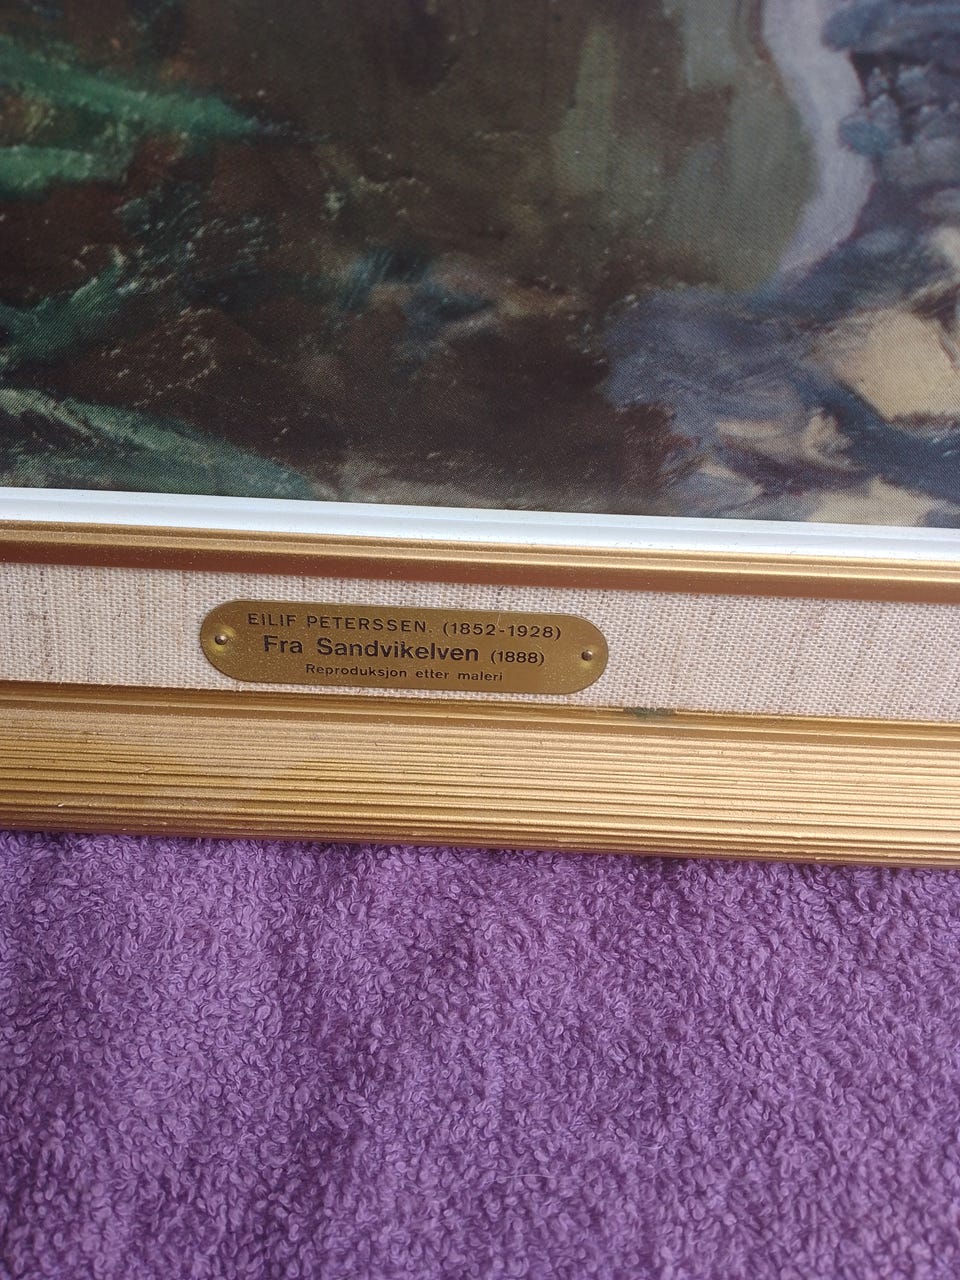 EILIF PETERSSEN. (1852-1928)
Fra Sandvikelven (1888)
Reproduksjon etter maleri